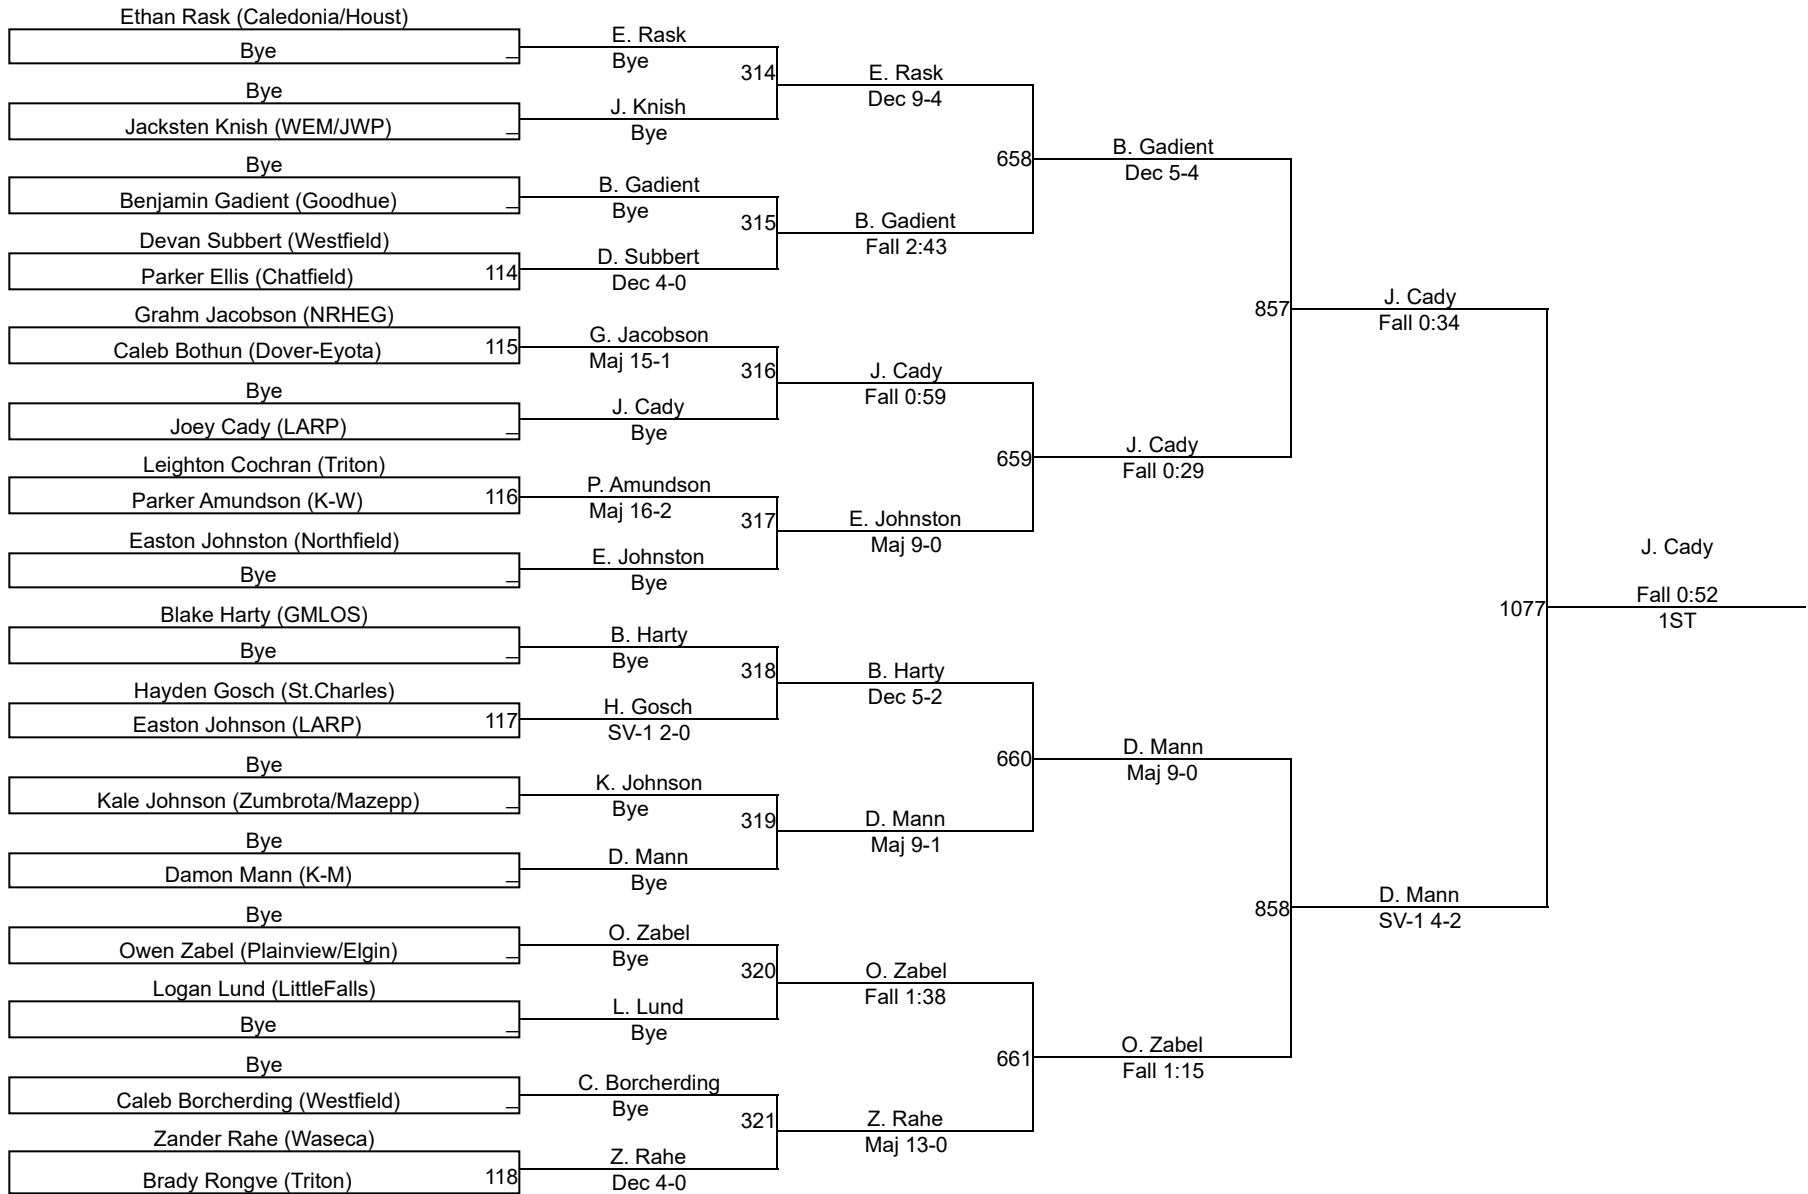 Ethan Rask (Caledonia/Houst)
Bye _
Bye
Jacksten Knish (WEM/JWP) _
Bye
Benjamin Gadient (Goodhue) _
Devan Subbert (Westfield)
Parker Ellis (Chatfield) 114
Grahm Jacobson (NRHEG)
Caleb Bothun (Dover-Eyota) 115
Bye
Joey Cady (LARP) _
Leighton Cochran (Triton)
Parker Amundson (K-W) 116
Easton Johnston (Northfield)
Bye _
Blake Harty (GMLOS)
Bye _
Hayden Gosch (St.Charles)
Easton Johnson (LARP) 117
Bye
Kale Johnson (Zumbrota/Mazepp) _
Bye
Damon Mann (K-M) _
Bye
Owen Zabel (Plainview/Elgin) _
Logan Lund (LittleFalls)
Bye _
Bye
Caleb Borcherding (Westfield) _
Zander Rahe (Waseca)
Brady Rongve (Triton) 118
E. Rask
Bye
314
J. Knish
Bye
B. Gadient
Bye
315
D. Subbert
Dec 4-0
G. Jacobson
Maj 15-1
316
J. Cady
Bye
P. Amundson
Maj 16-2
317
E. Johnston
Bye
B. Harty
Bye
318
H. Gosch
SV-1 2-0
K. Johnson
Bye
319
D. Mann
Bye
O. Zabel
Bye
320
L. Lund
Bye
C. Borcherding
Bye
321
Z. Rahe
Dec 4-0
E. Rask
Dec 9-4
658
B. Gadient
Fall 2:43
J. Cady
Fall 0:59
659
E. Johnston
Maj 9-0
B. Harty
Dec 5-2
660
D. Mann
Maj 9-1
O. Zabel
Fall 1:38
661
Z. Rahe
Maj 13-0
B. Gadient
Dec 5-4
857
J. Cady
Fall 0:29
D. Mann
Maj 9-0
858
O. Zabel
Fall 1:15
J. Cady
Fall 0:34
1077
D. Mann
SV-1 4-2
J. Cady
Fall 0:52
1ST